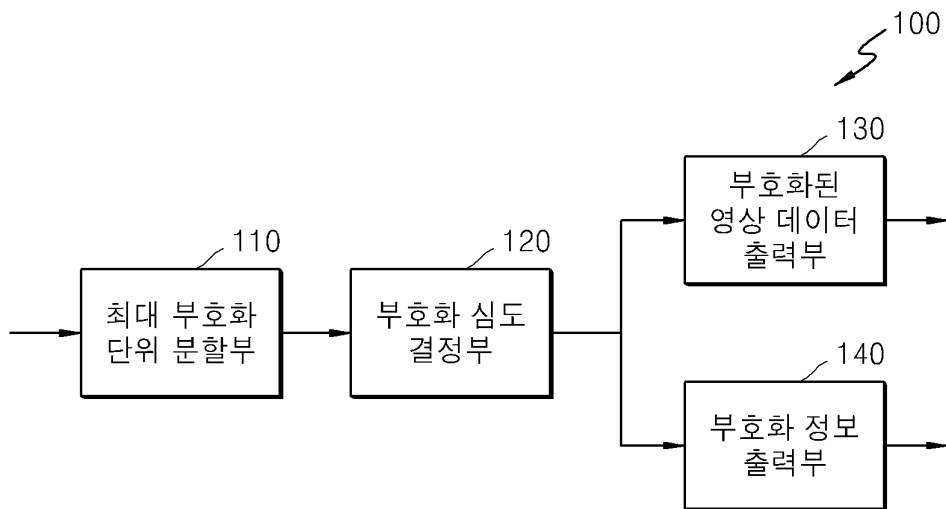 100
130
부호화된
영상 데이터
출력부
110
120
최대 부호화
단위 분할부
부호화 심도
결정부
140
부호화 정보
출력부